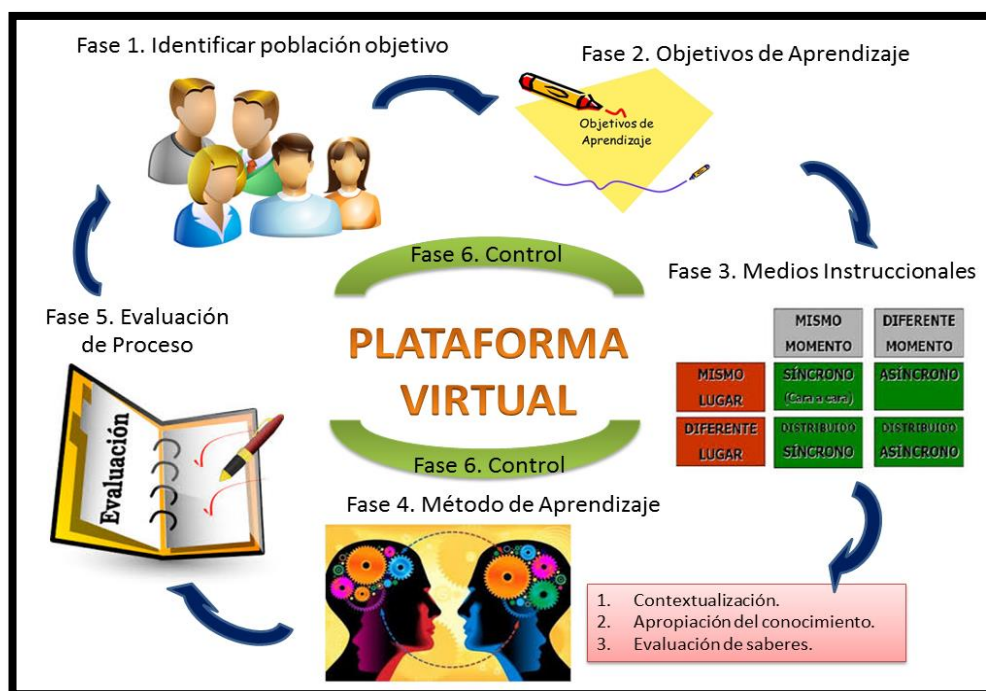 Fase 1. Identificar población objetivo
Fase 2. Objetivos de Aprendizaje
Objetivos de
Aprendizaje
Fase 6. Control
Fase 3. Medios Instruccionales
MISMO
MOMENTO
DIFERENTE
MOMENTO
MISMO
LUGAR
SÍNCRONO
(Cara a cara)
ASÍNCRONO
DIFERENTE
LUGAR
DISTRIBUIDO
SÍNCRONO
DISTRIBUIDO
ASÍNCRONO
Fase 5. Evaluación
de Proceso
Evaluación
PLATAFORMA
VIRTUAL
Fase 6. Control
Fase 4. Método de Aprendizaje
1. Contextualización.
2. Apropiación del conocimiento.
3. Evaluación de saberes.